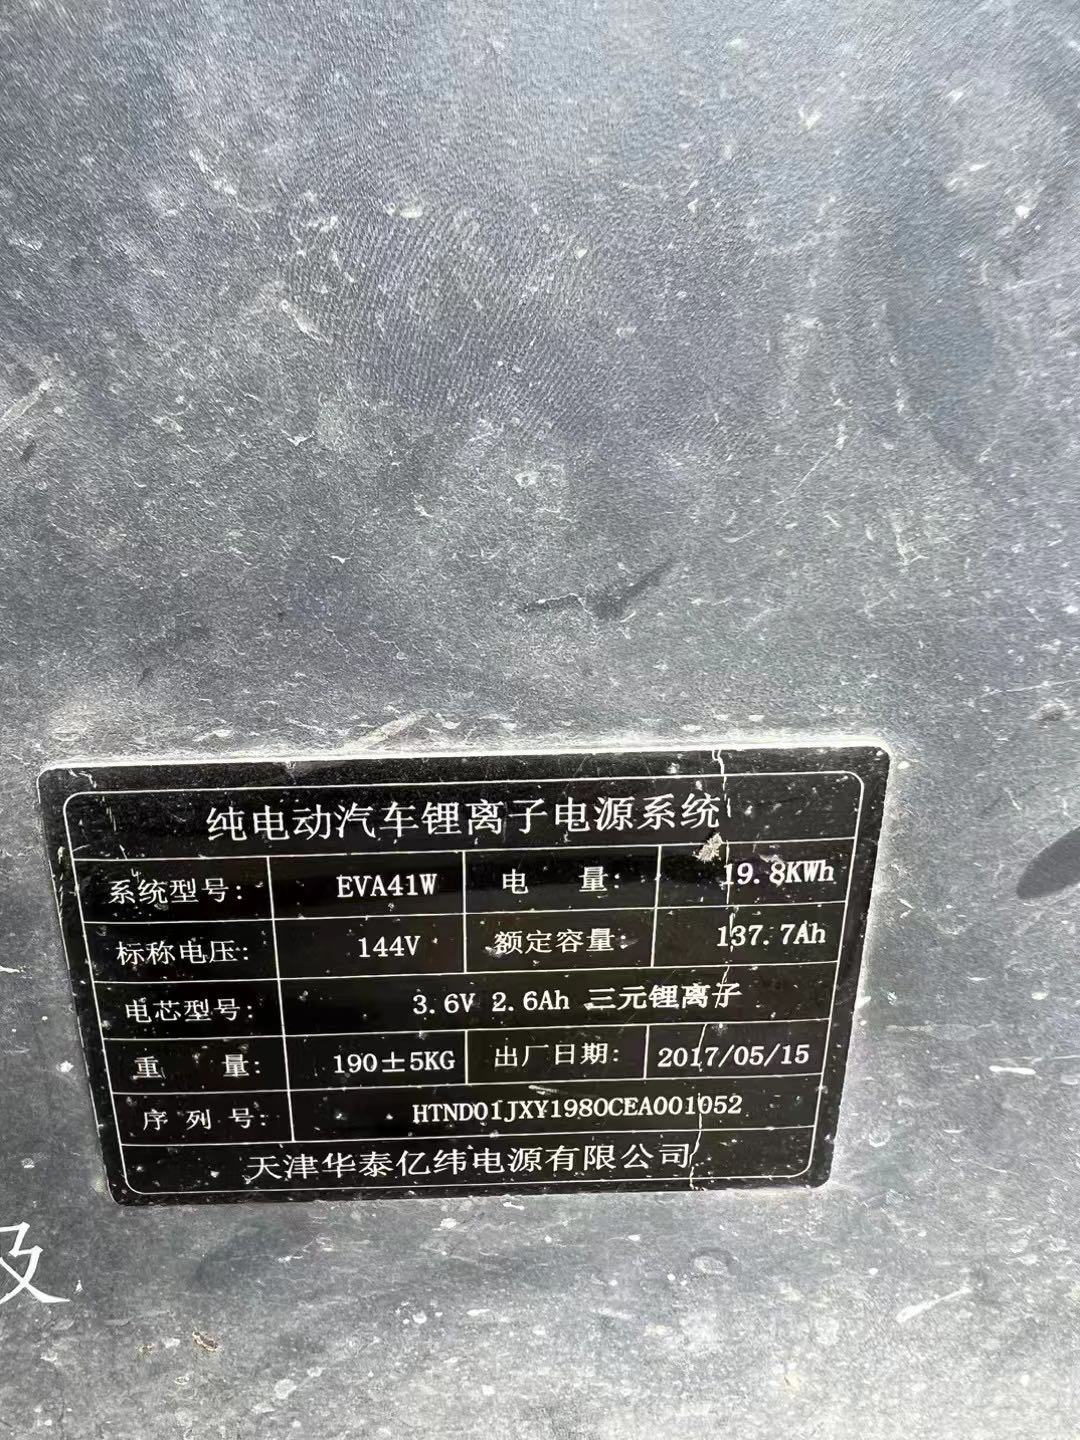 纯电动汽车锂离子电源系统
系统型号: EVA41W 电 量: 19.8KWh
标称电压: 144V 额定容量: 137.7Ah
电芯型号: 3.6V 2.6Ah 三元锂离子
重 量: 190±5KG 出厂日期: 2017/05/15
序 列 号: HTND01JXY1980CEA001052
天津华泰亿纬电源有限公司
及